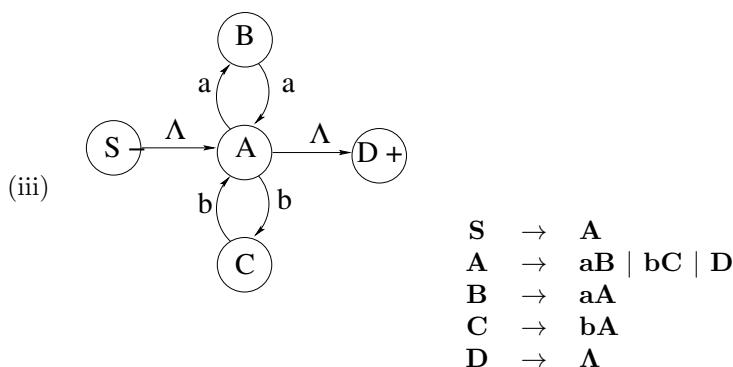 B
a a
Λ Λ
S – A D +
(iii)
b b
C
S → A
A → aB | bC | D
B → aA
C → bA
D → Λ